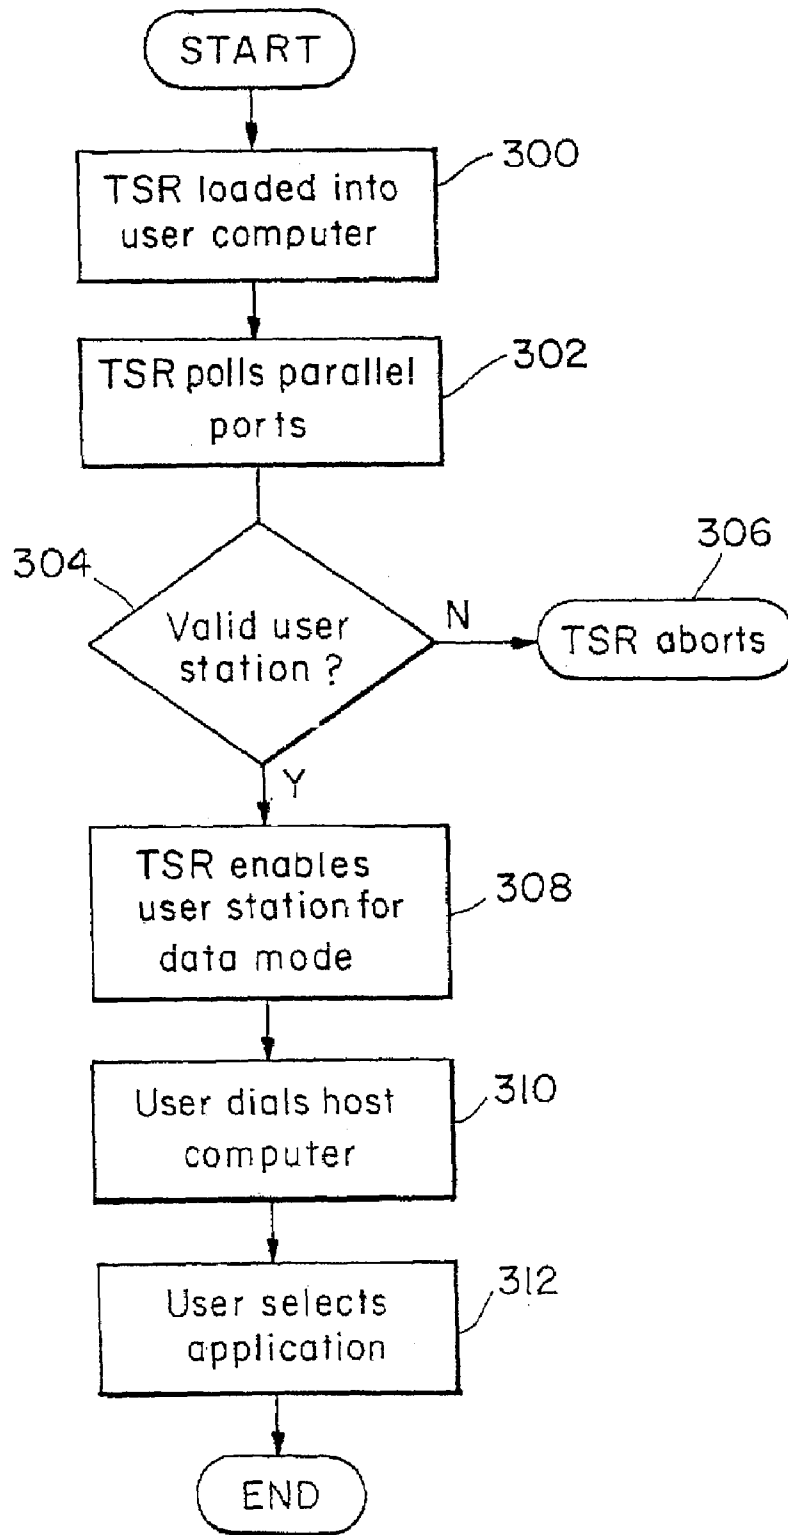 START
TSR loaded into
user computer
300
TSR polls parallel
ports
302
304
Valid user
station ?
N
306
TSR aborts
Y
TSR enables
user station for
data mode
308
User dials host
computer
310
User selects
application
312
END